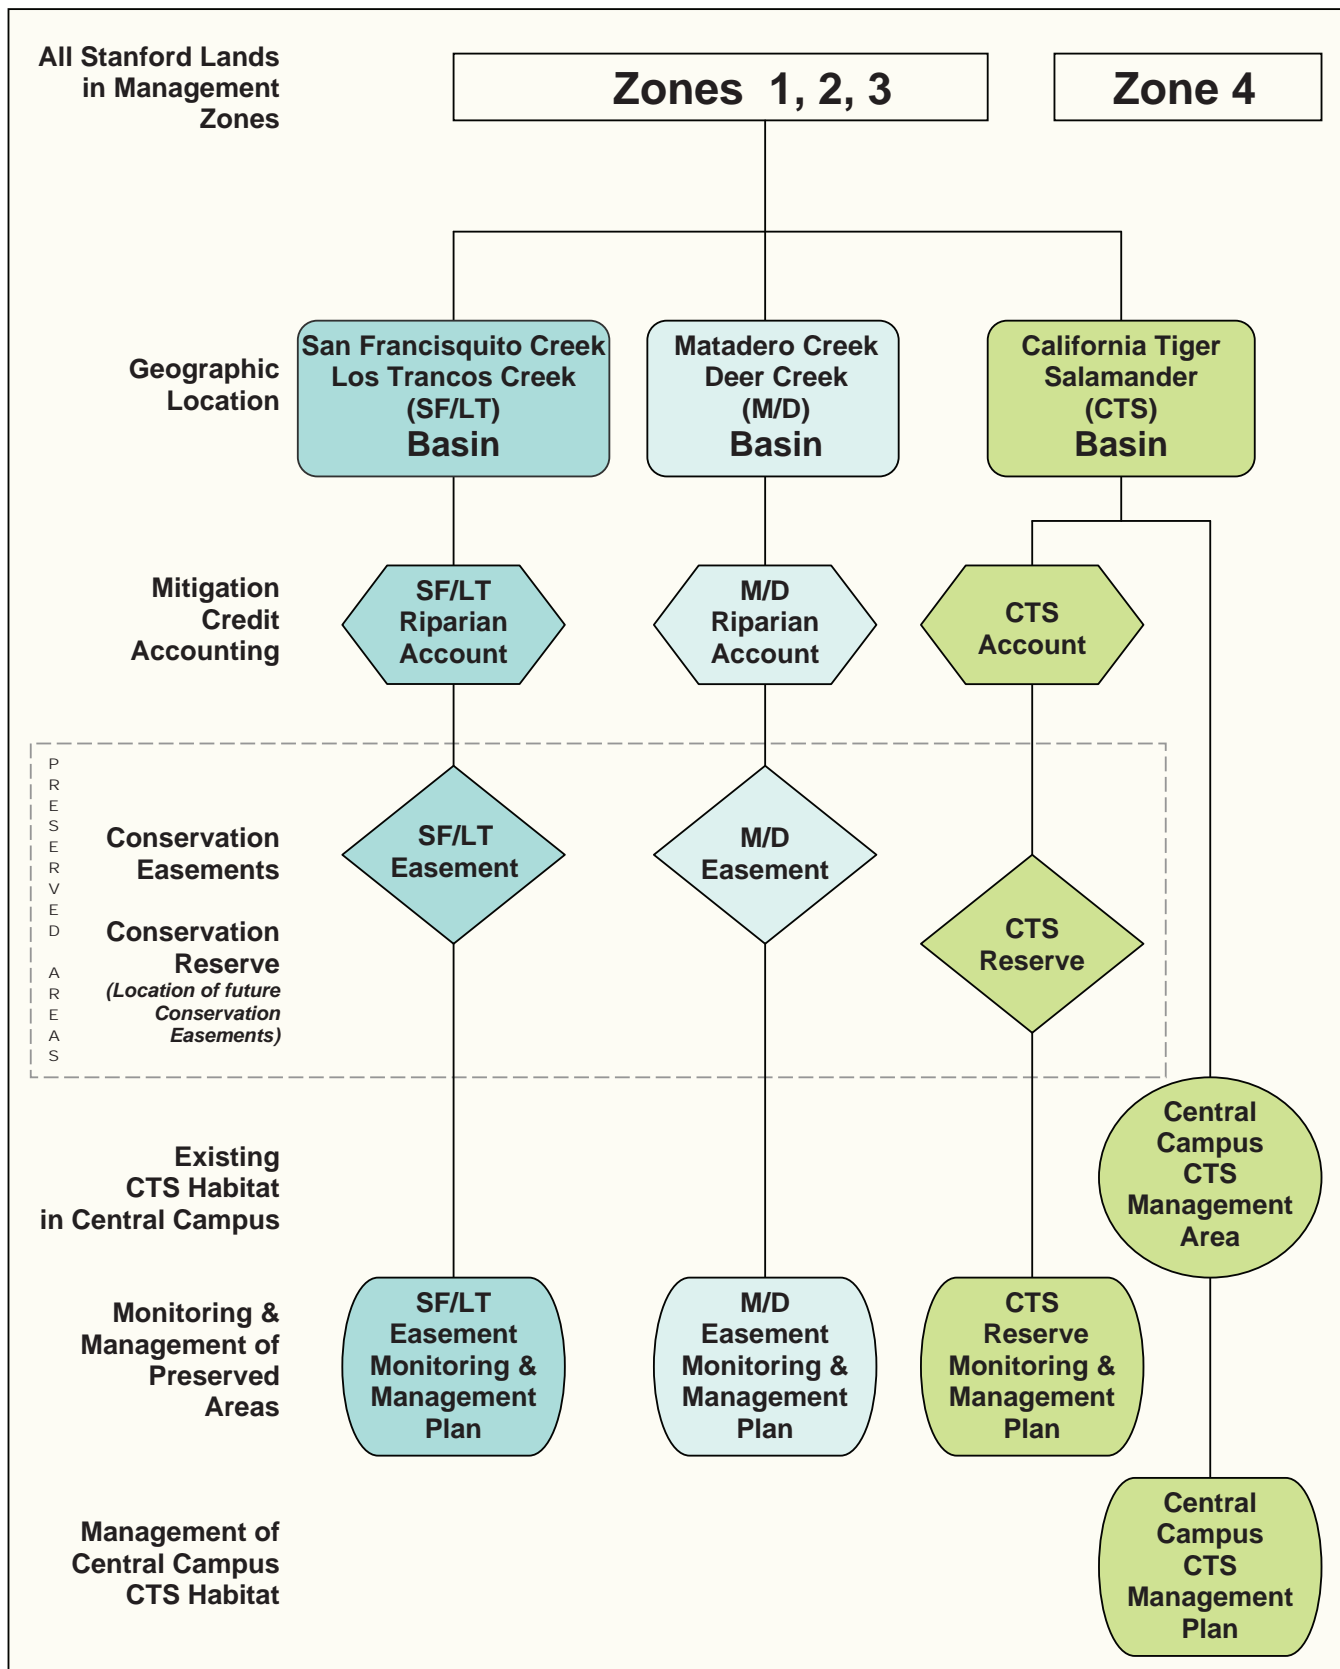 All Stanford Lands
in Management
Zones
Zones 1, 2, 3
Zone 4
Geographic
Location
San Francisquito Creek
Los Trancos Creek
(SF/LT)
Basin
Matadero Creek
Deer Creek
(M/D)
Basin
California Tiger
Salamander
(CTS)
Basin
Mitigation
Credit
Accounting
SF/LT
Riparian
Account
M/D
Riparian
Account
CTS
Account
PRESERVED AREAS
Conservation
Easements
SF/LT
Easement
M/D
Easement
Conservation
Reserve
(Location of future
Conservation
Easements)
CTS
Reserve
Existing
CTS Habitat
in Central Campus
Central
Campus
CTS
Management
Area
Monitoring &
Management of
Preserved
Areas
SF/LT
Easement
Monitoring &
Management
Plan
M/D
Easement
Monitoring &
Management
Plan
CTS
Reserve
Monitoring &
Management
Plan
Management of
Central Campus
CTS Habitat
Central
Campus
CTS
Management
Plan